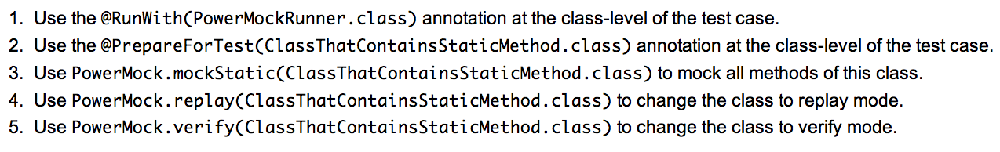 1. Use the @RunWith(PowerMockRunner.class) annotation at the class-level of the test case.
2. Use the @PrepareForTest(ClassThatContainsStaticMethod.class) annotation at the class-level of the test case.
3. Use PowerMock.mockStatic(ClassThatContainsStaticMethod.class) to mock all methods of this class.
4. Use PowerMock.replay(ClassThatContainsStaticMethod.class) to change the class to replay mode.
5. Use PowerMock.verify(ClassThatContainsStaticMethod.class) to change the class to verify mode.